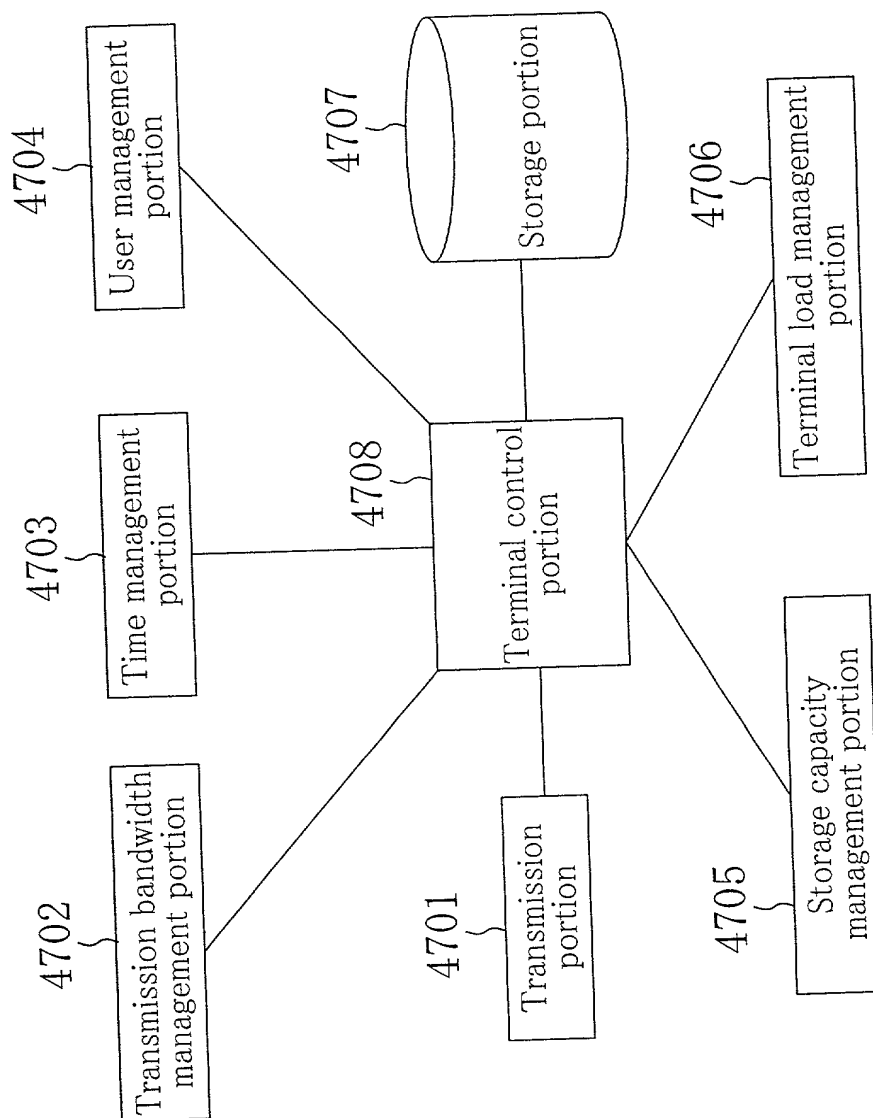 4702
Transmission bandwidth
management portion
4703
Time management
portion
4704
User management
portion
4701
Transmission
portion
4708
Terminal control
portion
4707
Storage portion
4705
Storage capacity
management portion
4706
Terminal load management
portion